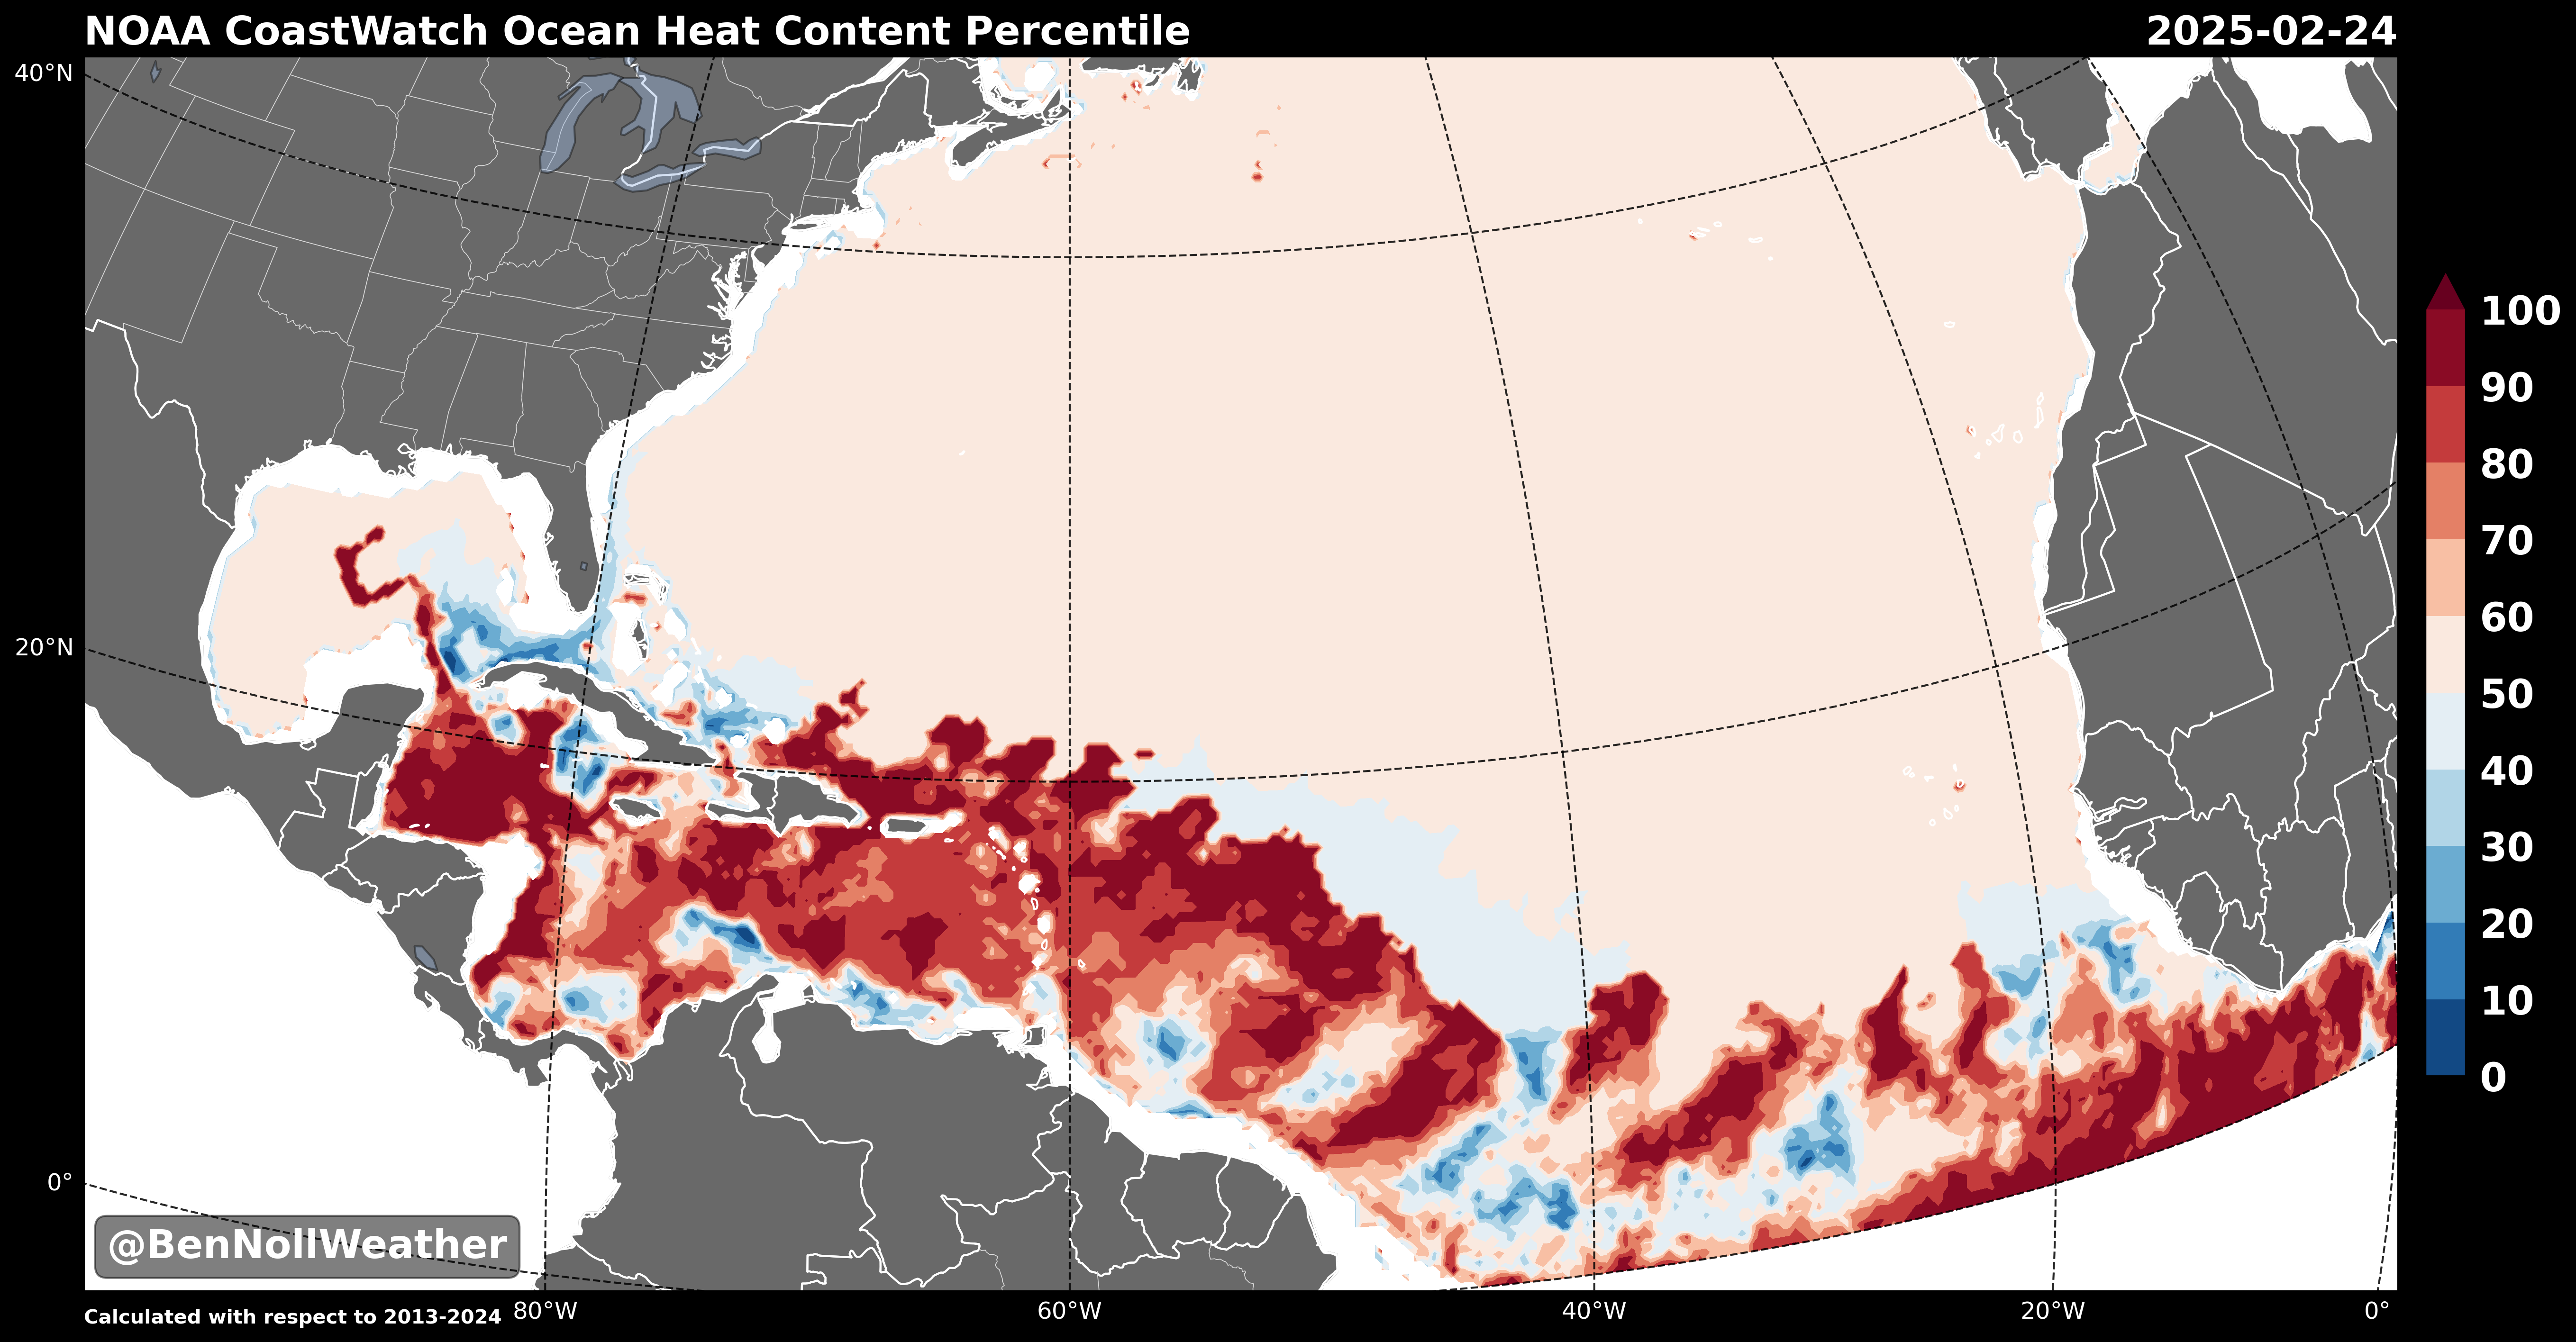 NOAA CoastWatch Ocean Heat Content Percentile 2025-02-24
40°N
20°N
0°
100
90
80
70
60
50
40
30
20
10
0
@BenNollWeather
Calculated with respect to 2013-2024
80°W 60°W 40°W 20°W 0°